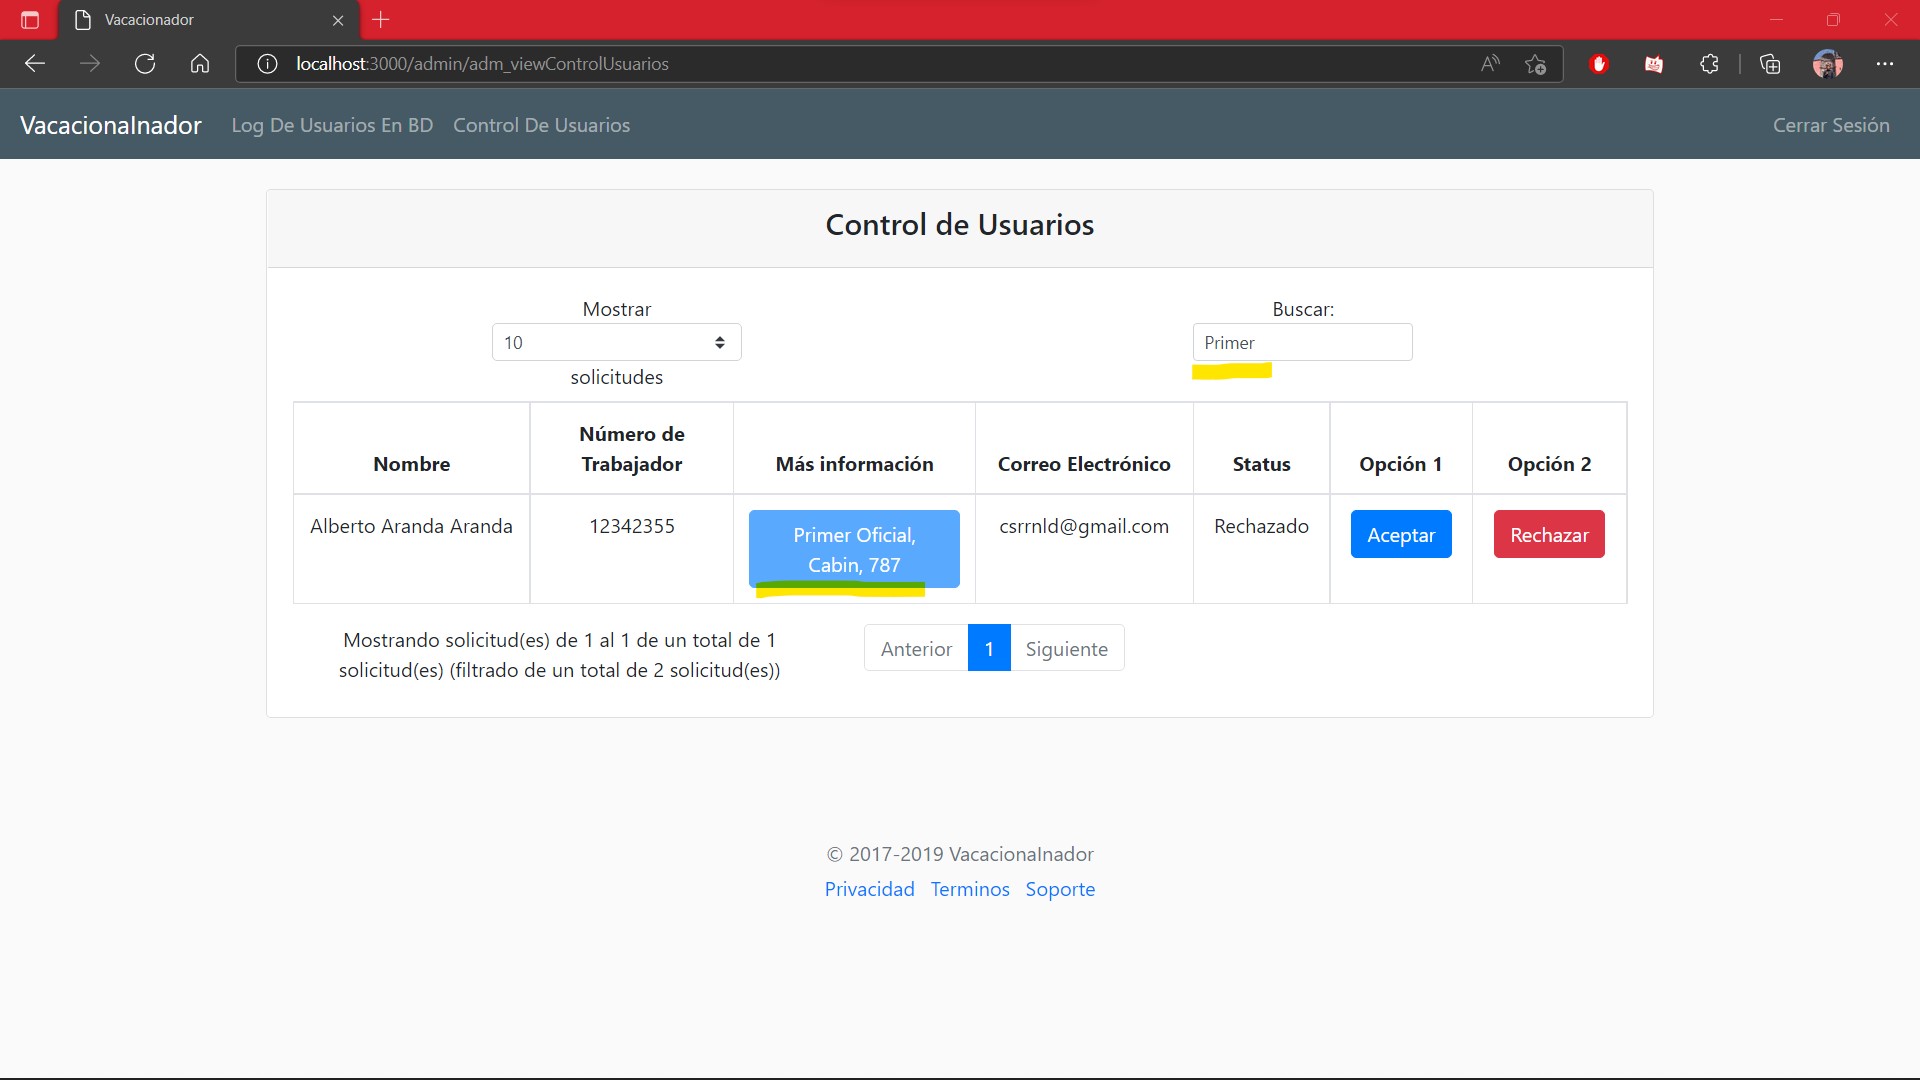 Vacacionador
localhost:3000/admin/adm_viewControlUsuarios
VacacionaInador Log De Usuarios En BD Control De Usuarios Cerrar Sesión
Control de Usuarios
Mostrar
10
solicitudes
Buscar:
Primer
Nombre
Número de
Trabajador
Más información
Correo Electrónico
Status
Opción 1
Opción 2
Alberto Aranda Aranda
12342355
Primer Oficial,
Cabin, 787
csrrnld@gmail.com
Rechazado
Aceptar
Rechazar
Mostrando solicitud(es) de 1 al 1 de un total de 1
solicitud(es) (filtrado de un total de 2 solicitud(es))
Anterior 1 Siguiente
© 2017-2019 VacacionaInador
Privacidad Terminos Soporte